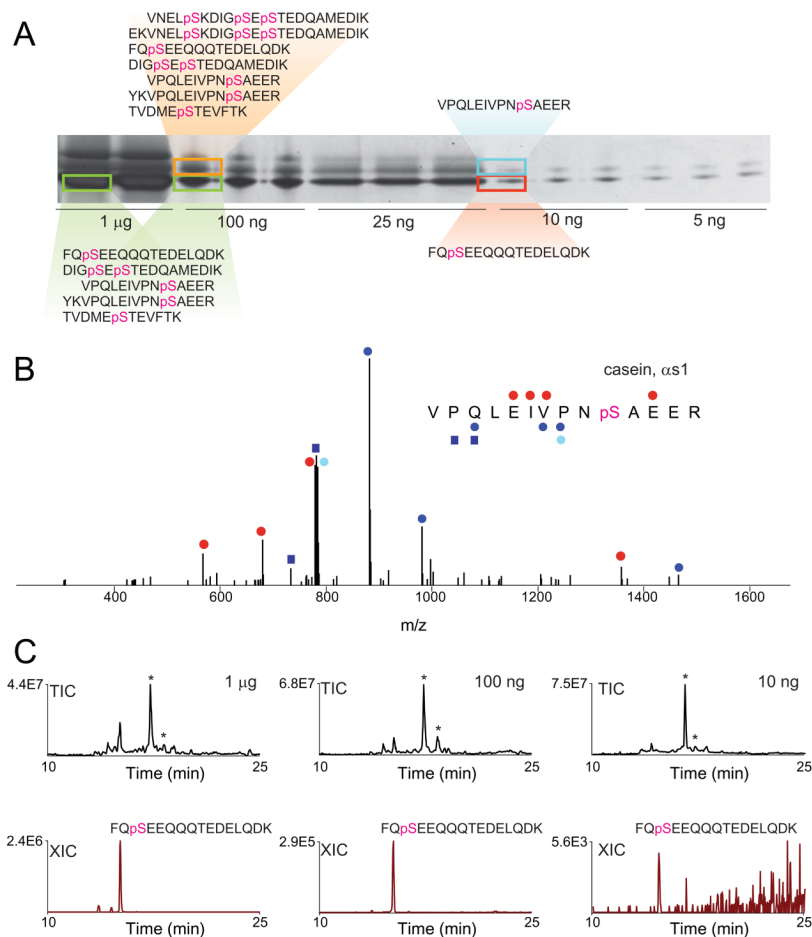 A
VNELpSKDIGpSEpSTEDQAMEDIK
EKVNELpSKDIGpSEpSTEDQAMEDIK
FQpSEEQQQTEDELQDK
DIGpSEpSTEDQAMEDIK
VPQLEIVPNpSAEER
YKVPQLEIVPNpSAEER
TVDMEpSTEVFTK
VPQLEIVPNpSAEER
1 μg 100 ng 25 ng 10 ng 5 ng
FQpSEEQQQTEDELQDK
DIGpSEpSTEDQAMEDIK
VPQLEIVPNpSAEER
YKVPQLEIVPNpSAEER
TVDMEpSTEVFTK
FQpSEEQQQTEDELQDK
B
casein, αs1
V P Q L E I V P N pS A E E R
400 600 800 1000 1200 1400 1600
m/z
C
4.4E7 TIC * * 1 μg
10 Time (min) 25
6.8E7 TIC * * 100 ng
10 Time (min) 25
7.5E7 TIC * * 10 ng
10 Time (min) 25
FQpSEEQQQTEDELQDK
2.4E6 XIC
10 Time (min) 25
FQpSEEQQQTEDELQDK
2.9E5 XIC
10 Time (min) 25
FQpSEEQQQTEDELQDK
5.6E3 XIC
10 Time (min) 25